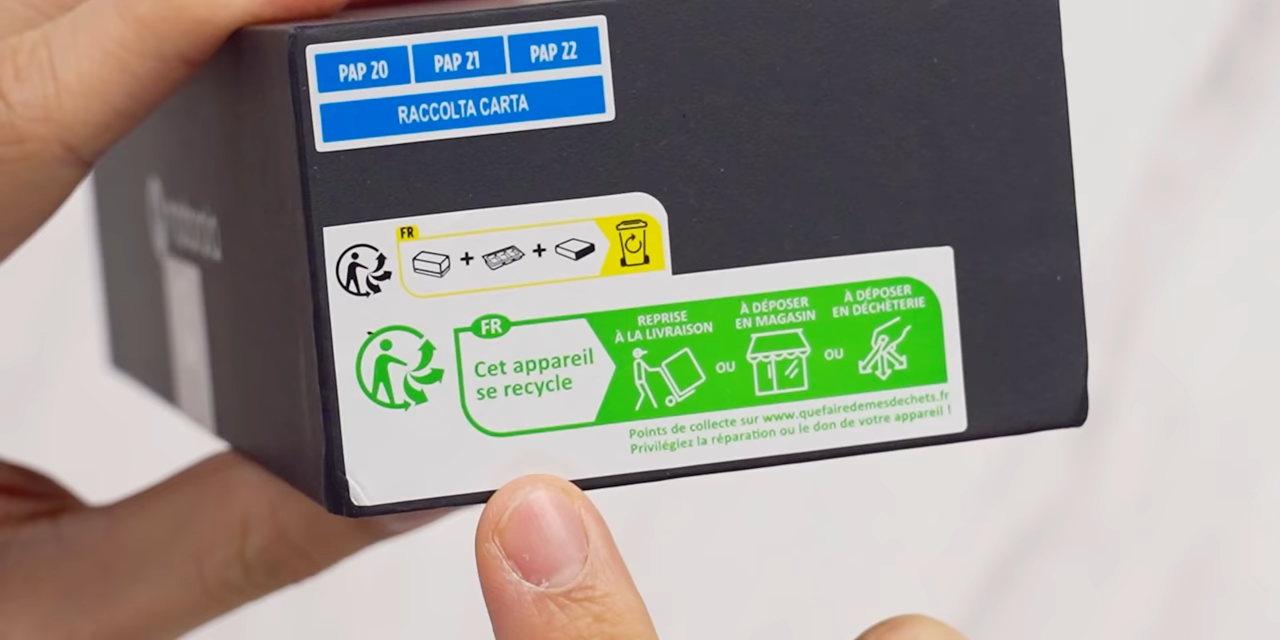 PAP 20 PAP 21 PAP 22
RACCOLTA CARTA
FR
FR
Cet appareil
se recycle
REPRISE
À LA LIVRAISON
OU
À DÉPOSER
EN MAGASIN
OU
À DÉPOSER
EN DÉCHÈTERIE
Points de collecte sur www.quefairedemesdechets.fr
Privilégiez la réparation ou le don de votre appareil !